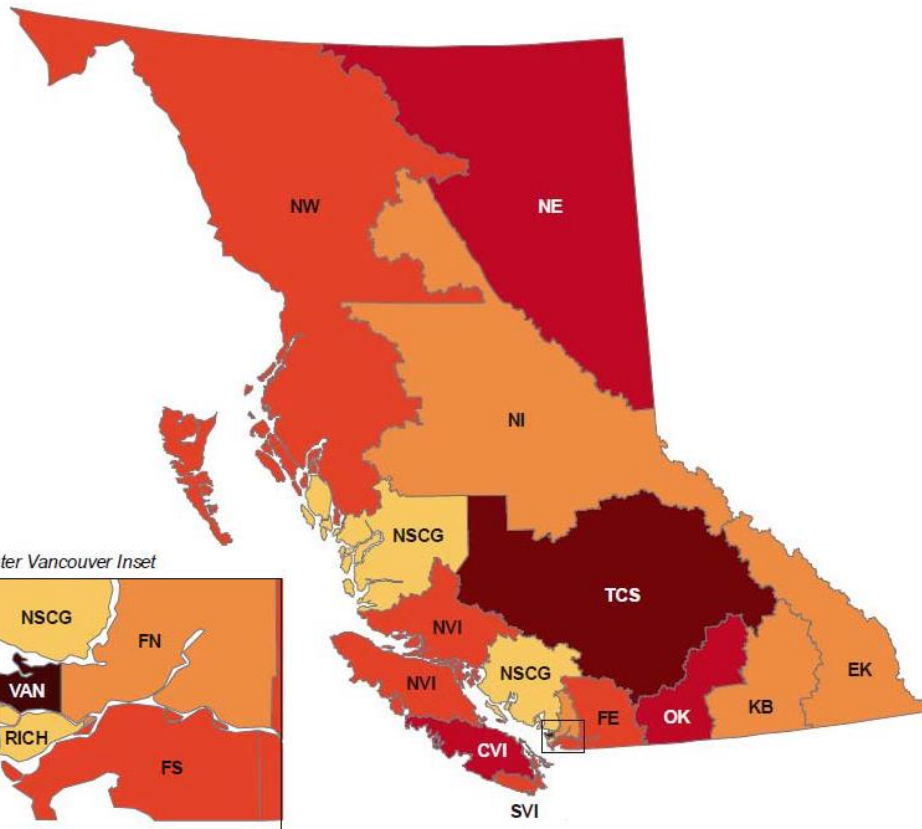 NW
NE
NI
NSCG
TCS
NVI
NVI
NSCG
FE
OK
KB
EK
CVI
SVI
ter Vancouver Inset
NSCG
FN
VAN
RICH
FS